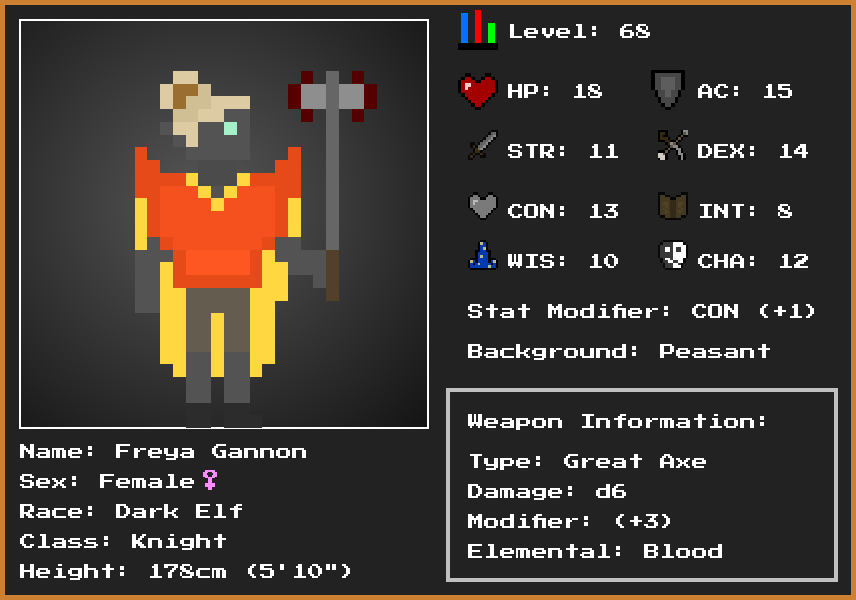 Level: 68
HP: 18 AC: 15
STR: 11 DEX: 14
CON: 13 INT: 8
WIS: 10 CHA: 12
Stat Modifier: CON (+1)
Background: Peasant
Weapon Information:
Type: Great Axe
Damage: d6
Modifier: (+3)
Elemental: Blood
Name: Freya Gannon
Sex: Female♀
Race: Dark Elf
Class: Knight
Height: 178cm (5'10")